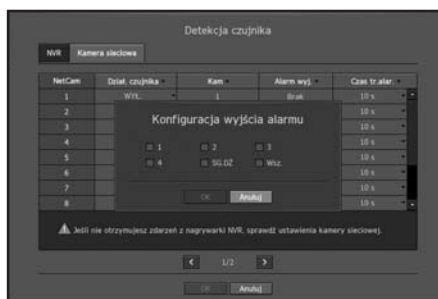 Detekcja czujnika
NVR Kamera sieciowa
NetCam Dział. czujnika Kam Alarm wyj. Czas tr.alar.
1 WYŁ. 1 Brak 10 s
2 10 s
3 10 s
4 10 s
5 10 s
6 10 s
7 10 s
8 10 s
Konfiguracja wyjścia alarmu
1 2 3
4 SG.DŹ Wsz.
OK Anuluj
Jeśli nie otrzymujesz zdarzeń z nagrywarki NVR, sprawdź ustawienia kamery sieciowej.
< 1/2 >
OK Anuluj